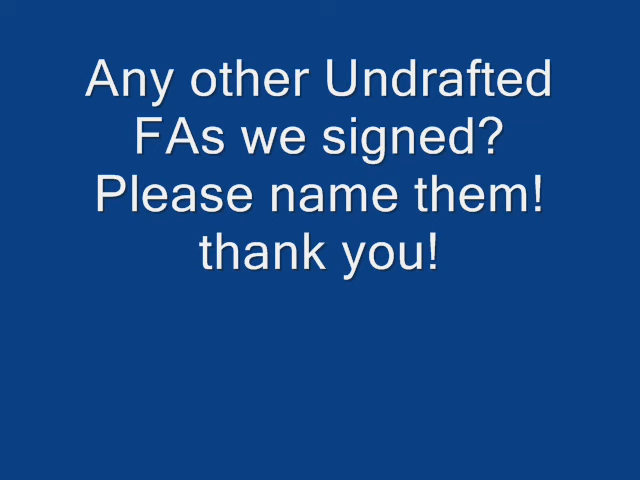 Any other Undrafted
FAs we signed?
Please name them!
thank you!